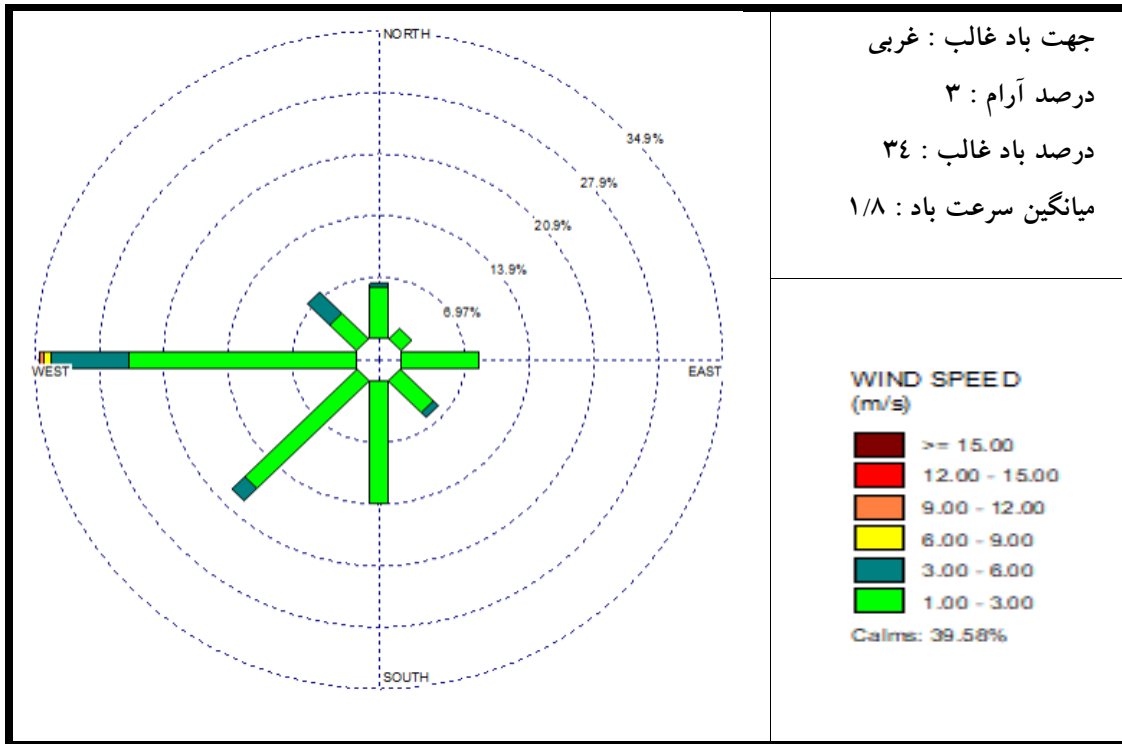 NORTH
34.9%
27.9%
20.9%
13.9%
6.97%
WEST
EAST
SOUTH
جهت باد غالب : غربی
درصد آرام : ۳
درصد باد غالب : ۳٤
میانگین سرعت باد : ۱/۸
WIND SPEED
(m/s)
>= 15.00
12.00 - 15.00
9.00 - 12.00
6.00 - 9.00
3.00 - 6.00
1.00 - 3.00
Calms: 39.58%